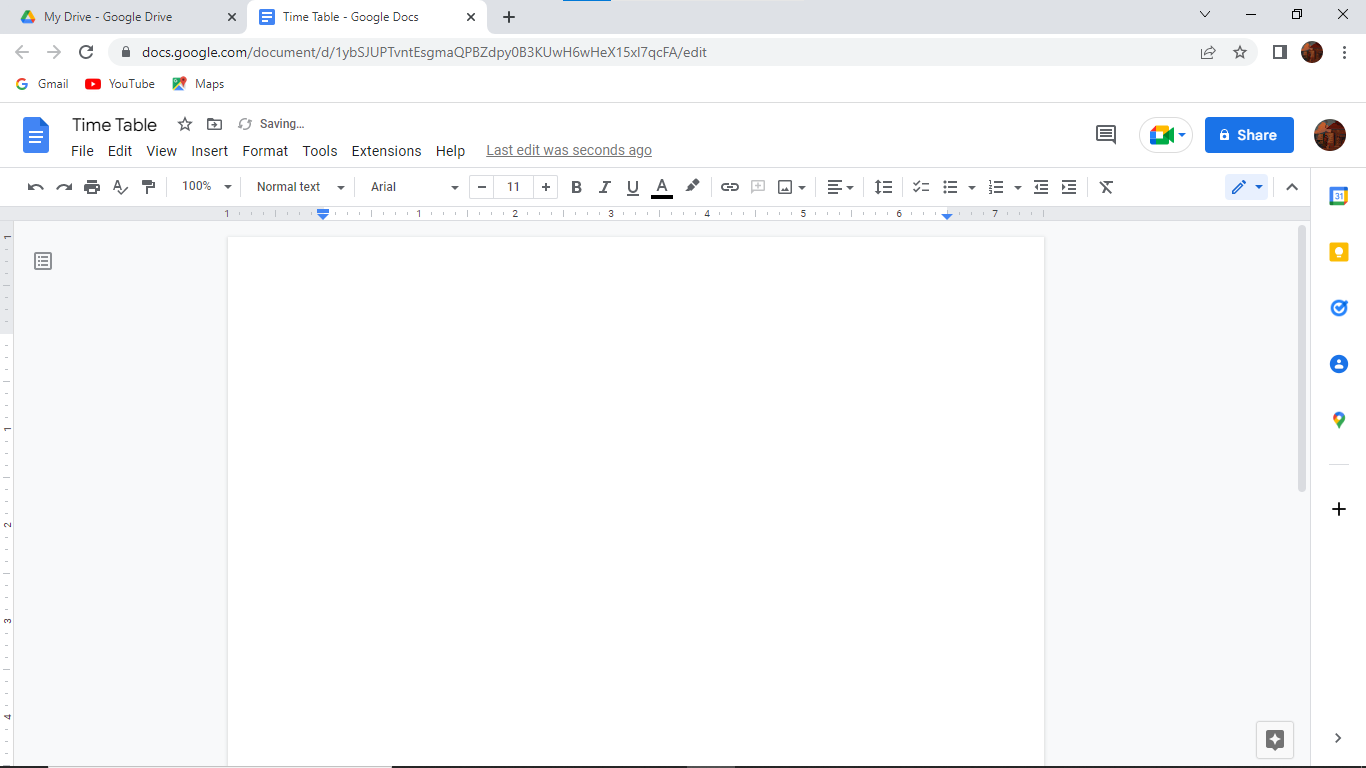 My Drive - Google Drive
Time Table - Google Docs
docs.google.com/document/d/1ybSJUPTvntEsgmaQPBZdpy0B3KUwH6wHeX15xl7qcFA/edit
Gmail YouTube Maps
Time Table Saving…
File Edit View Insert Format Tools Extensions Help Last edit was seconds ago
Share
100% Normal text Arial 11 B I U A
1 1 2 3 4 5 6 7
31
1
1
2
3
4